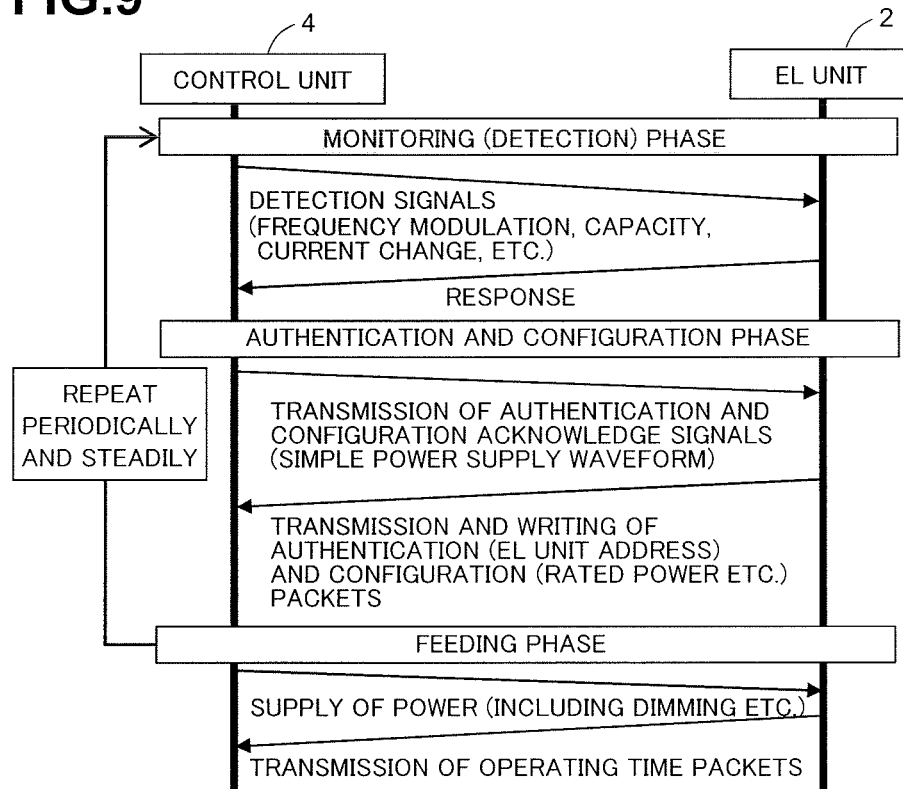 FIG.9
4
2
CONTROL UNIT
EL UNIT
MONITORING (DETECTION) PHASE
DETECTION SIGNALS
(FREQUENCY MODULATION, CAPACITY,
CURRENT CHANGE, ETC.)
RESPONSE
AUTHENTICATION AND CONFIGURATION PHASE
REPEAT
PERIODICALLY
AND STEADILY
TRANSMISSION OF AUTHENTICATION AND
CONFIGURATION ACKNOWLEDGE SIGNALS
(SIMPLE POWER SUPPLY WAVEFORM)
TRANSMISSION AND WRITING OF
AUTHENTICATION (EL UNIT ADDRESS)
AND CONFIGURATION (RATED POWER ETC.)
PACKETS
FEEDING PHASE
SUPPLY OF POWER (INCLUDING DIMMING ETC.)
TRANSMISSION OF OPERATING TIME PACKETS